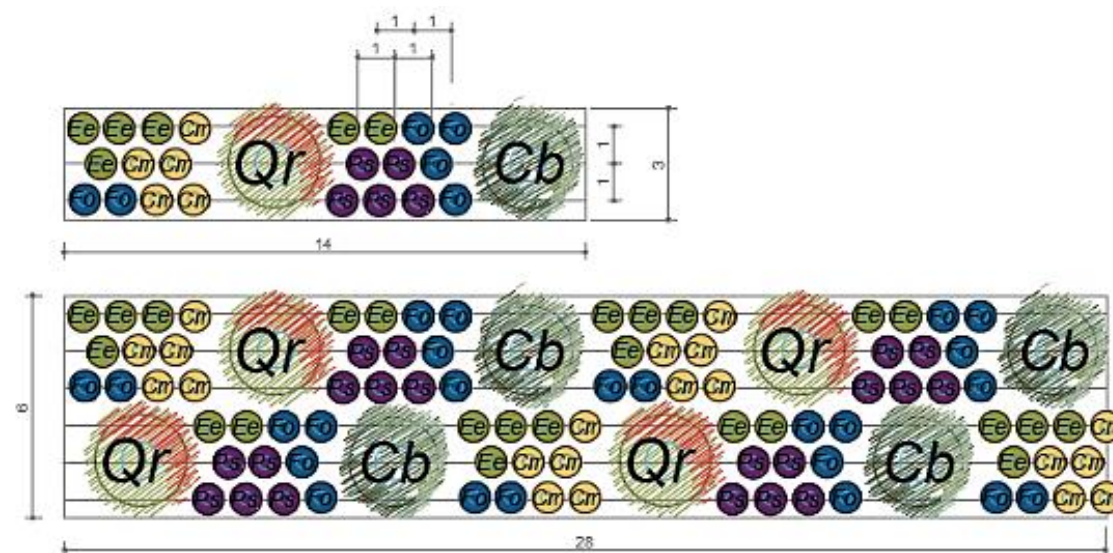 1 1
1 1
Ee Ee Ee Cm Ee Ee Fo Fo 1
Ee Cm Cm Qr Ps Ps Fo Cb 3
Fo Fo Cm Cm Ps Ps Ps Fo 1
14
Ee Ee Ee Cm Ee Ee Fo Fo Ee Ee Ee Cm Ee Ee Fo Fo
Ee Cm Cm Qr Ps Ps Fo Cb Ee Cm Cm Qr Ps Ps Fo Cb
Fo Fo Cm Cm Ps Ps Ps Fo Fo Fo Cm Cm Ps Ps Ps Fo
6
Ee Ee Fo Fo Ee Ee Ee Cm Ee Ee Fo Fo Ee Ee Ee Cm
Qr Ps Ps Fo Cb Ee Cm Cm Qr Ps Ps Fo Cb Ee Cm Cm
Ps Ps Ps Fo Fo Fo Cm Cm Ps Ps Ps Fo Fo Fo Cm Cm
28